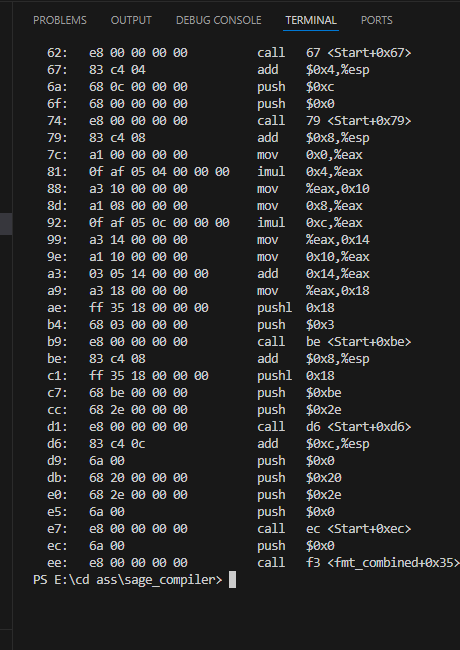 PROBLEMS OUTPUT DEBUG CONSOLE TERMINAL PORTS
62: e8 00 00 00 00 call 67 <Start+0x67>
67: 83 c4 04 add $0x4,%esp
6a: 68 0c 00 00 00 push $0xc
6f: 68 00 00 00 00 push $0x0
74: e8 00 00 00 00 call 79 <Start+0x79>
79: 83 c4 08 add $0x8,%esp
7c: a1 00 00 00 00 mov 0x0,%eax
81: 0f af 05 04 00 00 00 imul 0x4,%eax
88: a3 10 00 00 00 mov %eax,0x10
8d: a1 08 00 00 00 mov 0x8,%eax
92: 0f af 05 0c 00 00 00 imul 0xc,%eax
99: a3 14 00 00 00 mov %eax,0x14
9e: a1 10 00 00 00 mov 0x10,%eax
a3: 03 05 14 00 00 00 add 0x14,%eax
a9: a3 18 00 00 00 mov %eax,0x18
ae: ff 35 18 00 00 00 pushl 0x18
b4: 68 03 00 00 00 push $0x3
b9: e8 00 00 00 00 call be <Start+0xbe>
be: 83 c4 08 add $0x8,%esp
c1: ff 35 18 00 00 00 pushl 0x18
c7: 68 be 00 00 00 push $0xbe
cc: 68 2e 00 00 00 push $0x2e
d1: e8 00 00 00 00 call d6 <Start+0xd6>
d6: 83 c4 0c add $0xc,%esp
d9: 6a 00 push $0x0
db: 68 20 00 00 00 push $0x20
e0: 68 2e 00 00 00 push $0x2e
e5: 6a 00 push $0x0
e7: e8 00 00 00 00 call ec <Start+0xec>
ec: 6a 00 push $0x0
ee: e8 00 00 00 00 call f3 <fmt_combined+0x35>
PS E:\cd ass\sage_compiler>